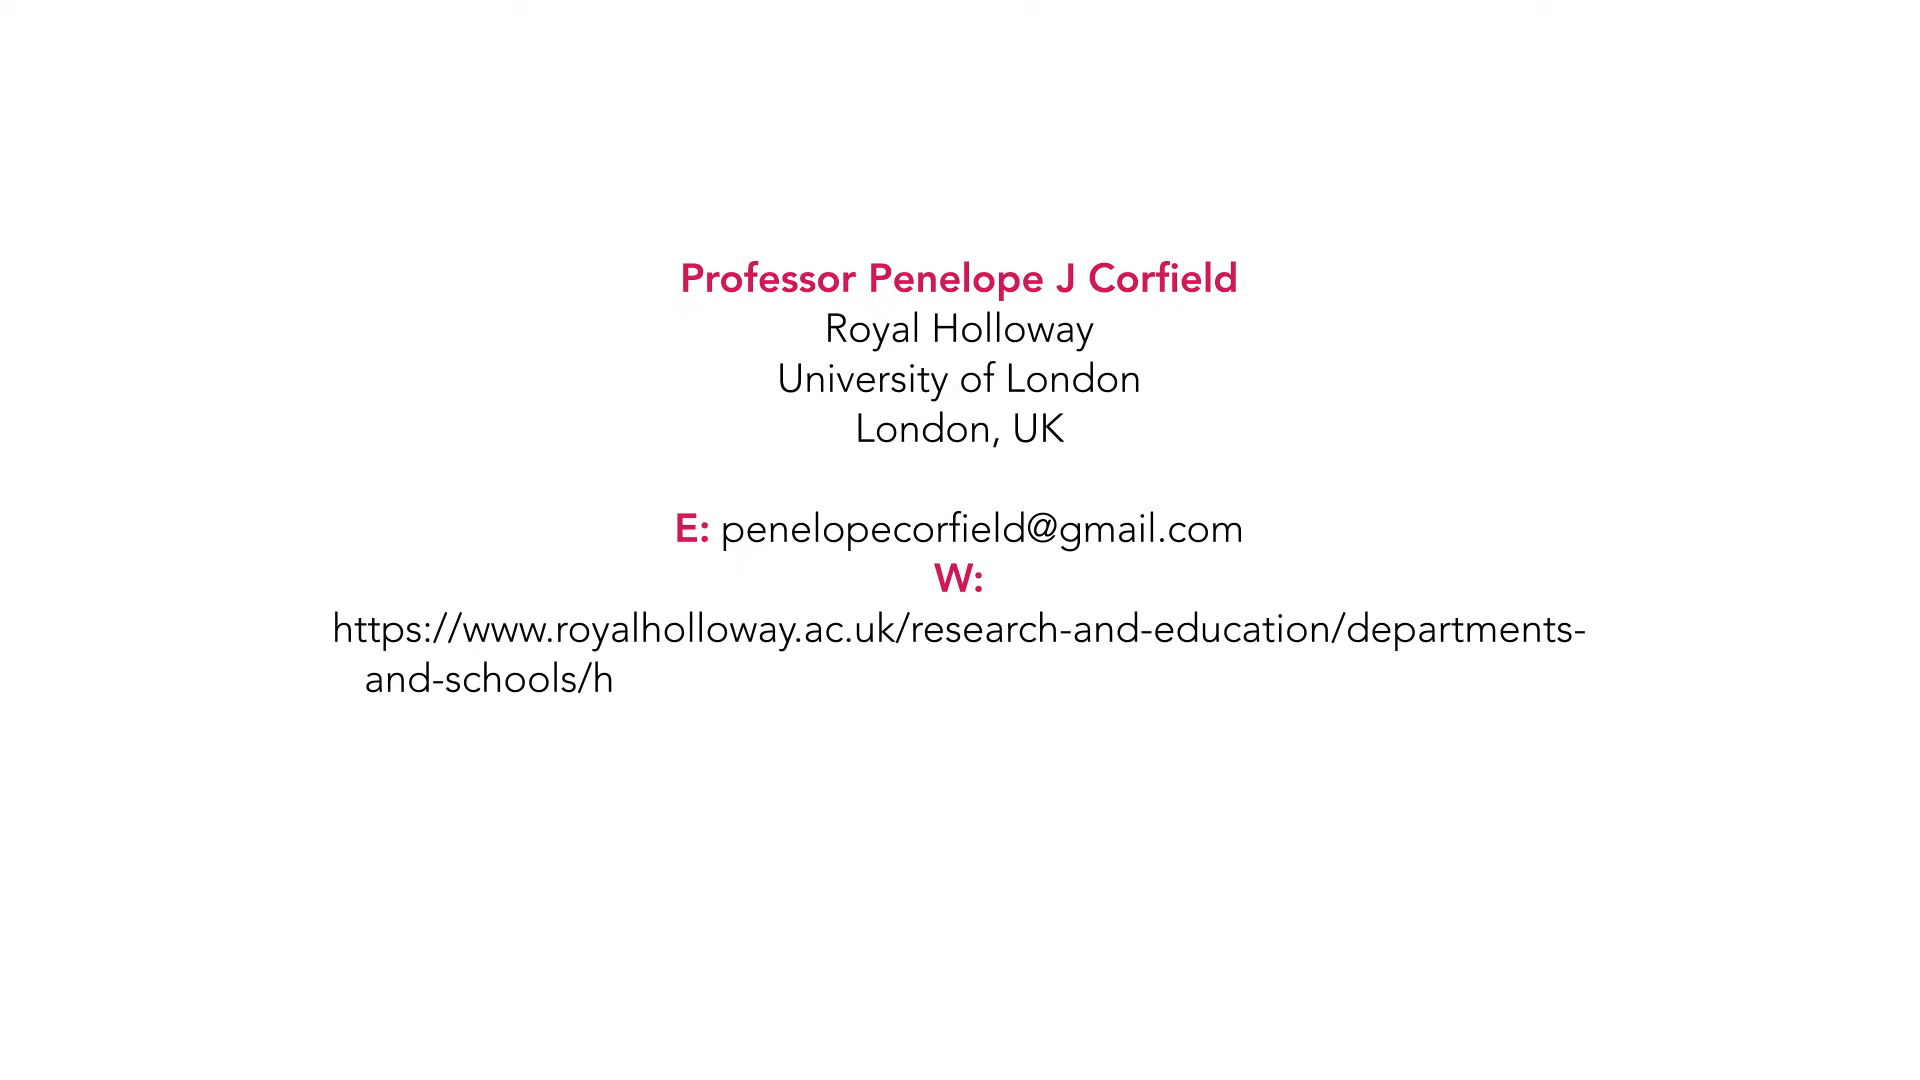 Professor Penelope J Corfield
Royal Holloway
University of London
London, UK
E: penelopecorfield@gmail.com
W:
https://www.royalholloway.ac.uk/research-and-education/departments-
and-schools/h